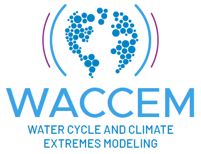 WACCEM
WATER CYCLE AND CLIMATE
EXTREMES MODELING